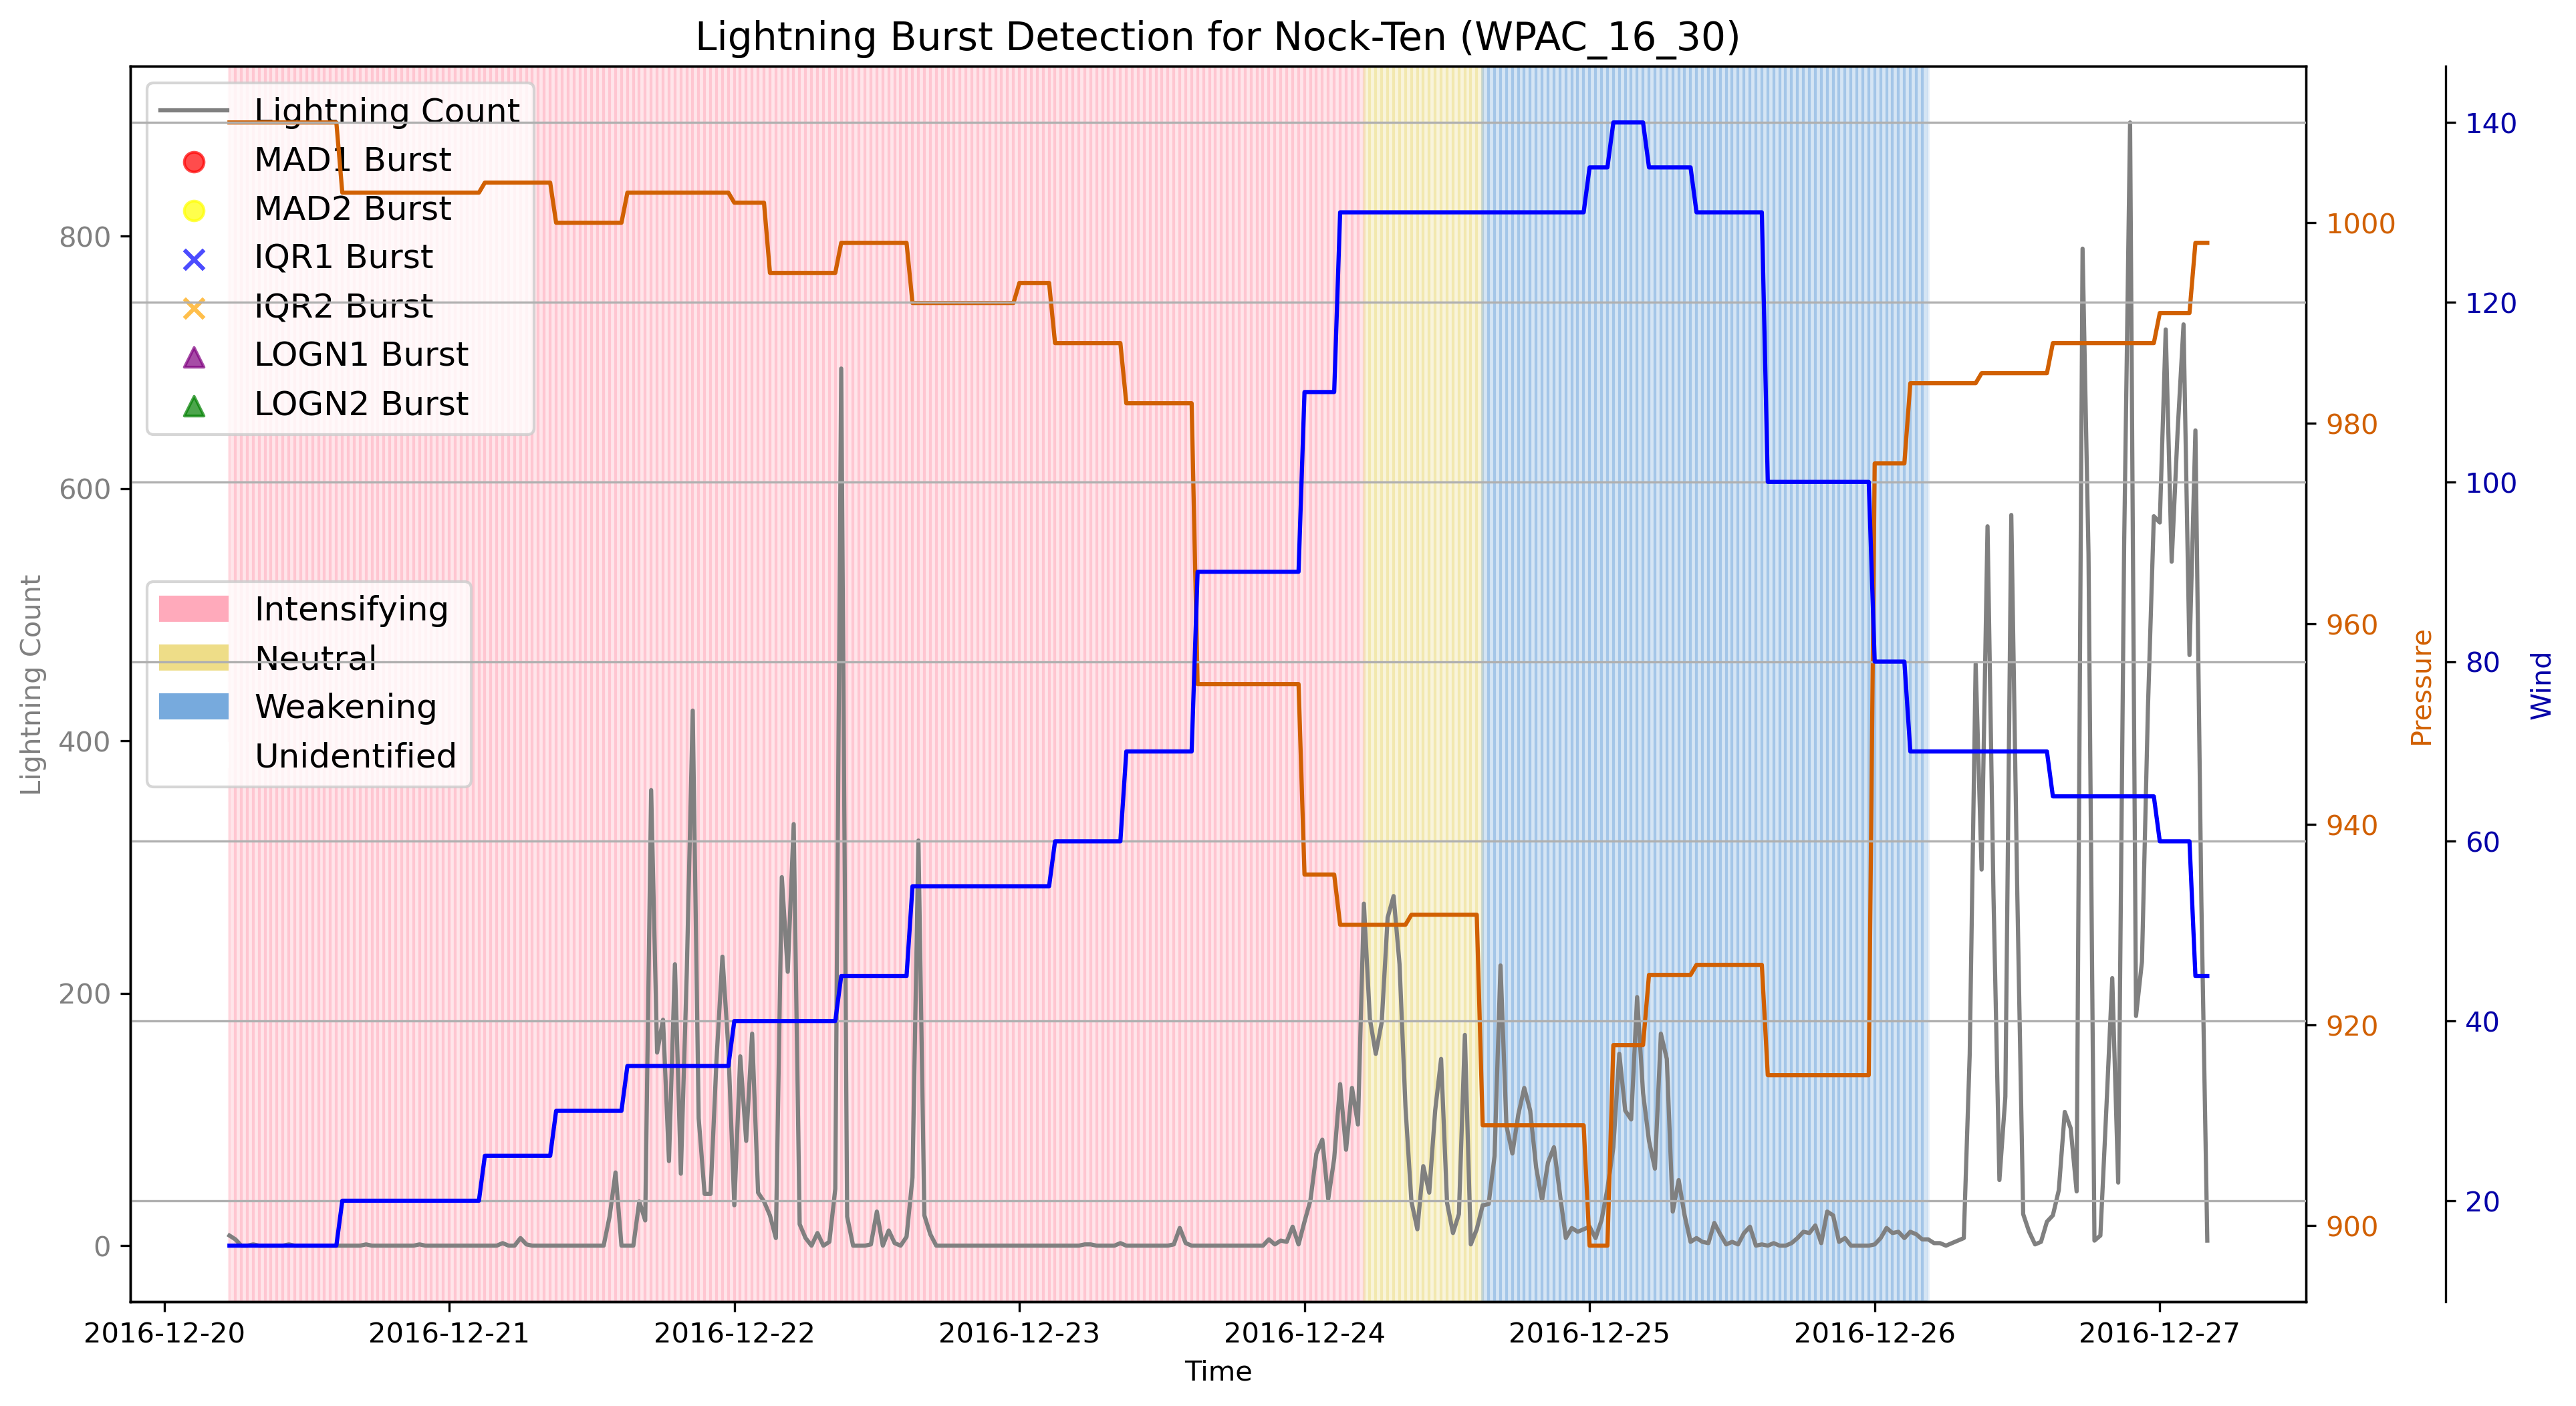 Lightning Burst Detection for Nock-Ten (WPAC_16_30)
Lightning Count
MAD1 Burst
MAD2 Burst
IQR1 Burst
IQR2 Burst
LOGN1 Burst
LOGN2 Burst
Intensifying
Neutral
Weakening
Unidentified
Lightning Count
800
600
400
200
0
1000
980
960
940
920
900
Pressure
140
120
100
80
60
40
20
Wind
2016-12-20 2016-12-21 2016-12-22 2016-12-23 2016-12-24 2016-12-25 2016-12-26 2016-12-27
Time